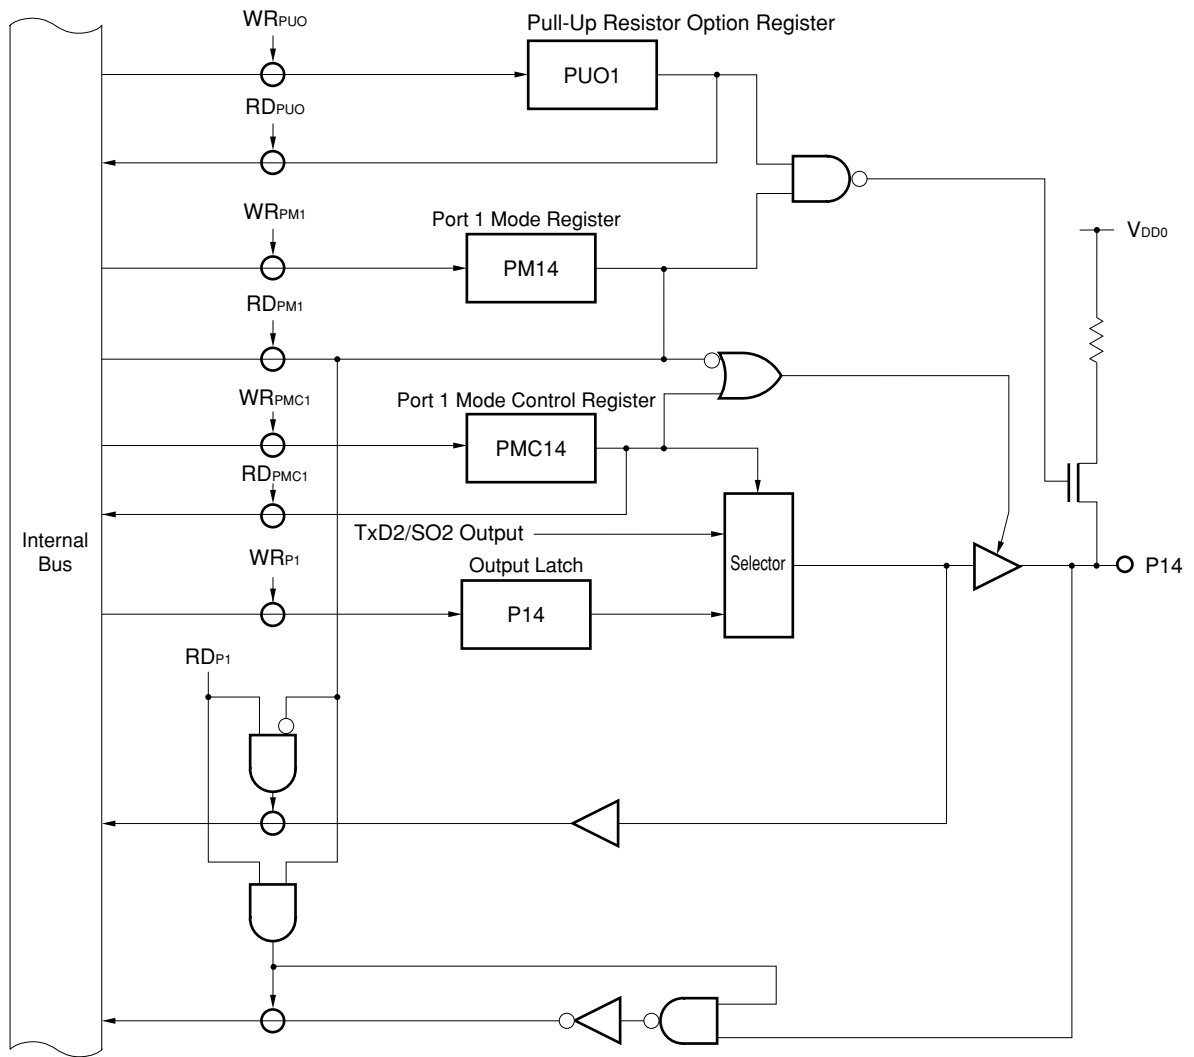 WRPUO
Pull-Up Resistor Option Register
PUO1
RDPUO
WRPM1
Port 1 Mode Register
PM14
VDD0
RDPM1
WRPMC1
Port 1 Mode Control Register
PMC14
RDPMC1
TxD2/SO2 Output
Internal
Bus
WRP1
Output Latch
Selector
P14
P14
RDP1